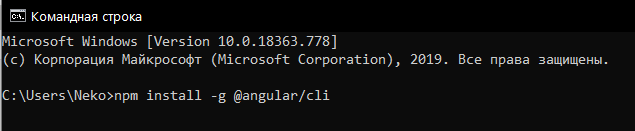 Командная строка
Microsoft Windows [Version 10.0.18363.778]
(c) Корпорация Майкрософт (Microsoft Corporation), 2019. Все права защищены.
C:\Users\Neko>npm install -g @angular/cli